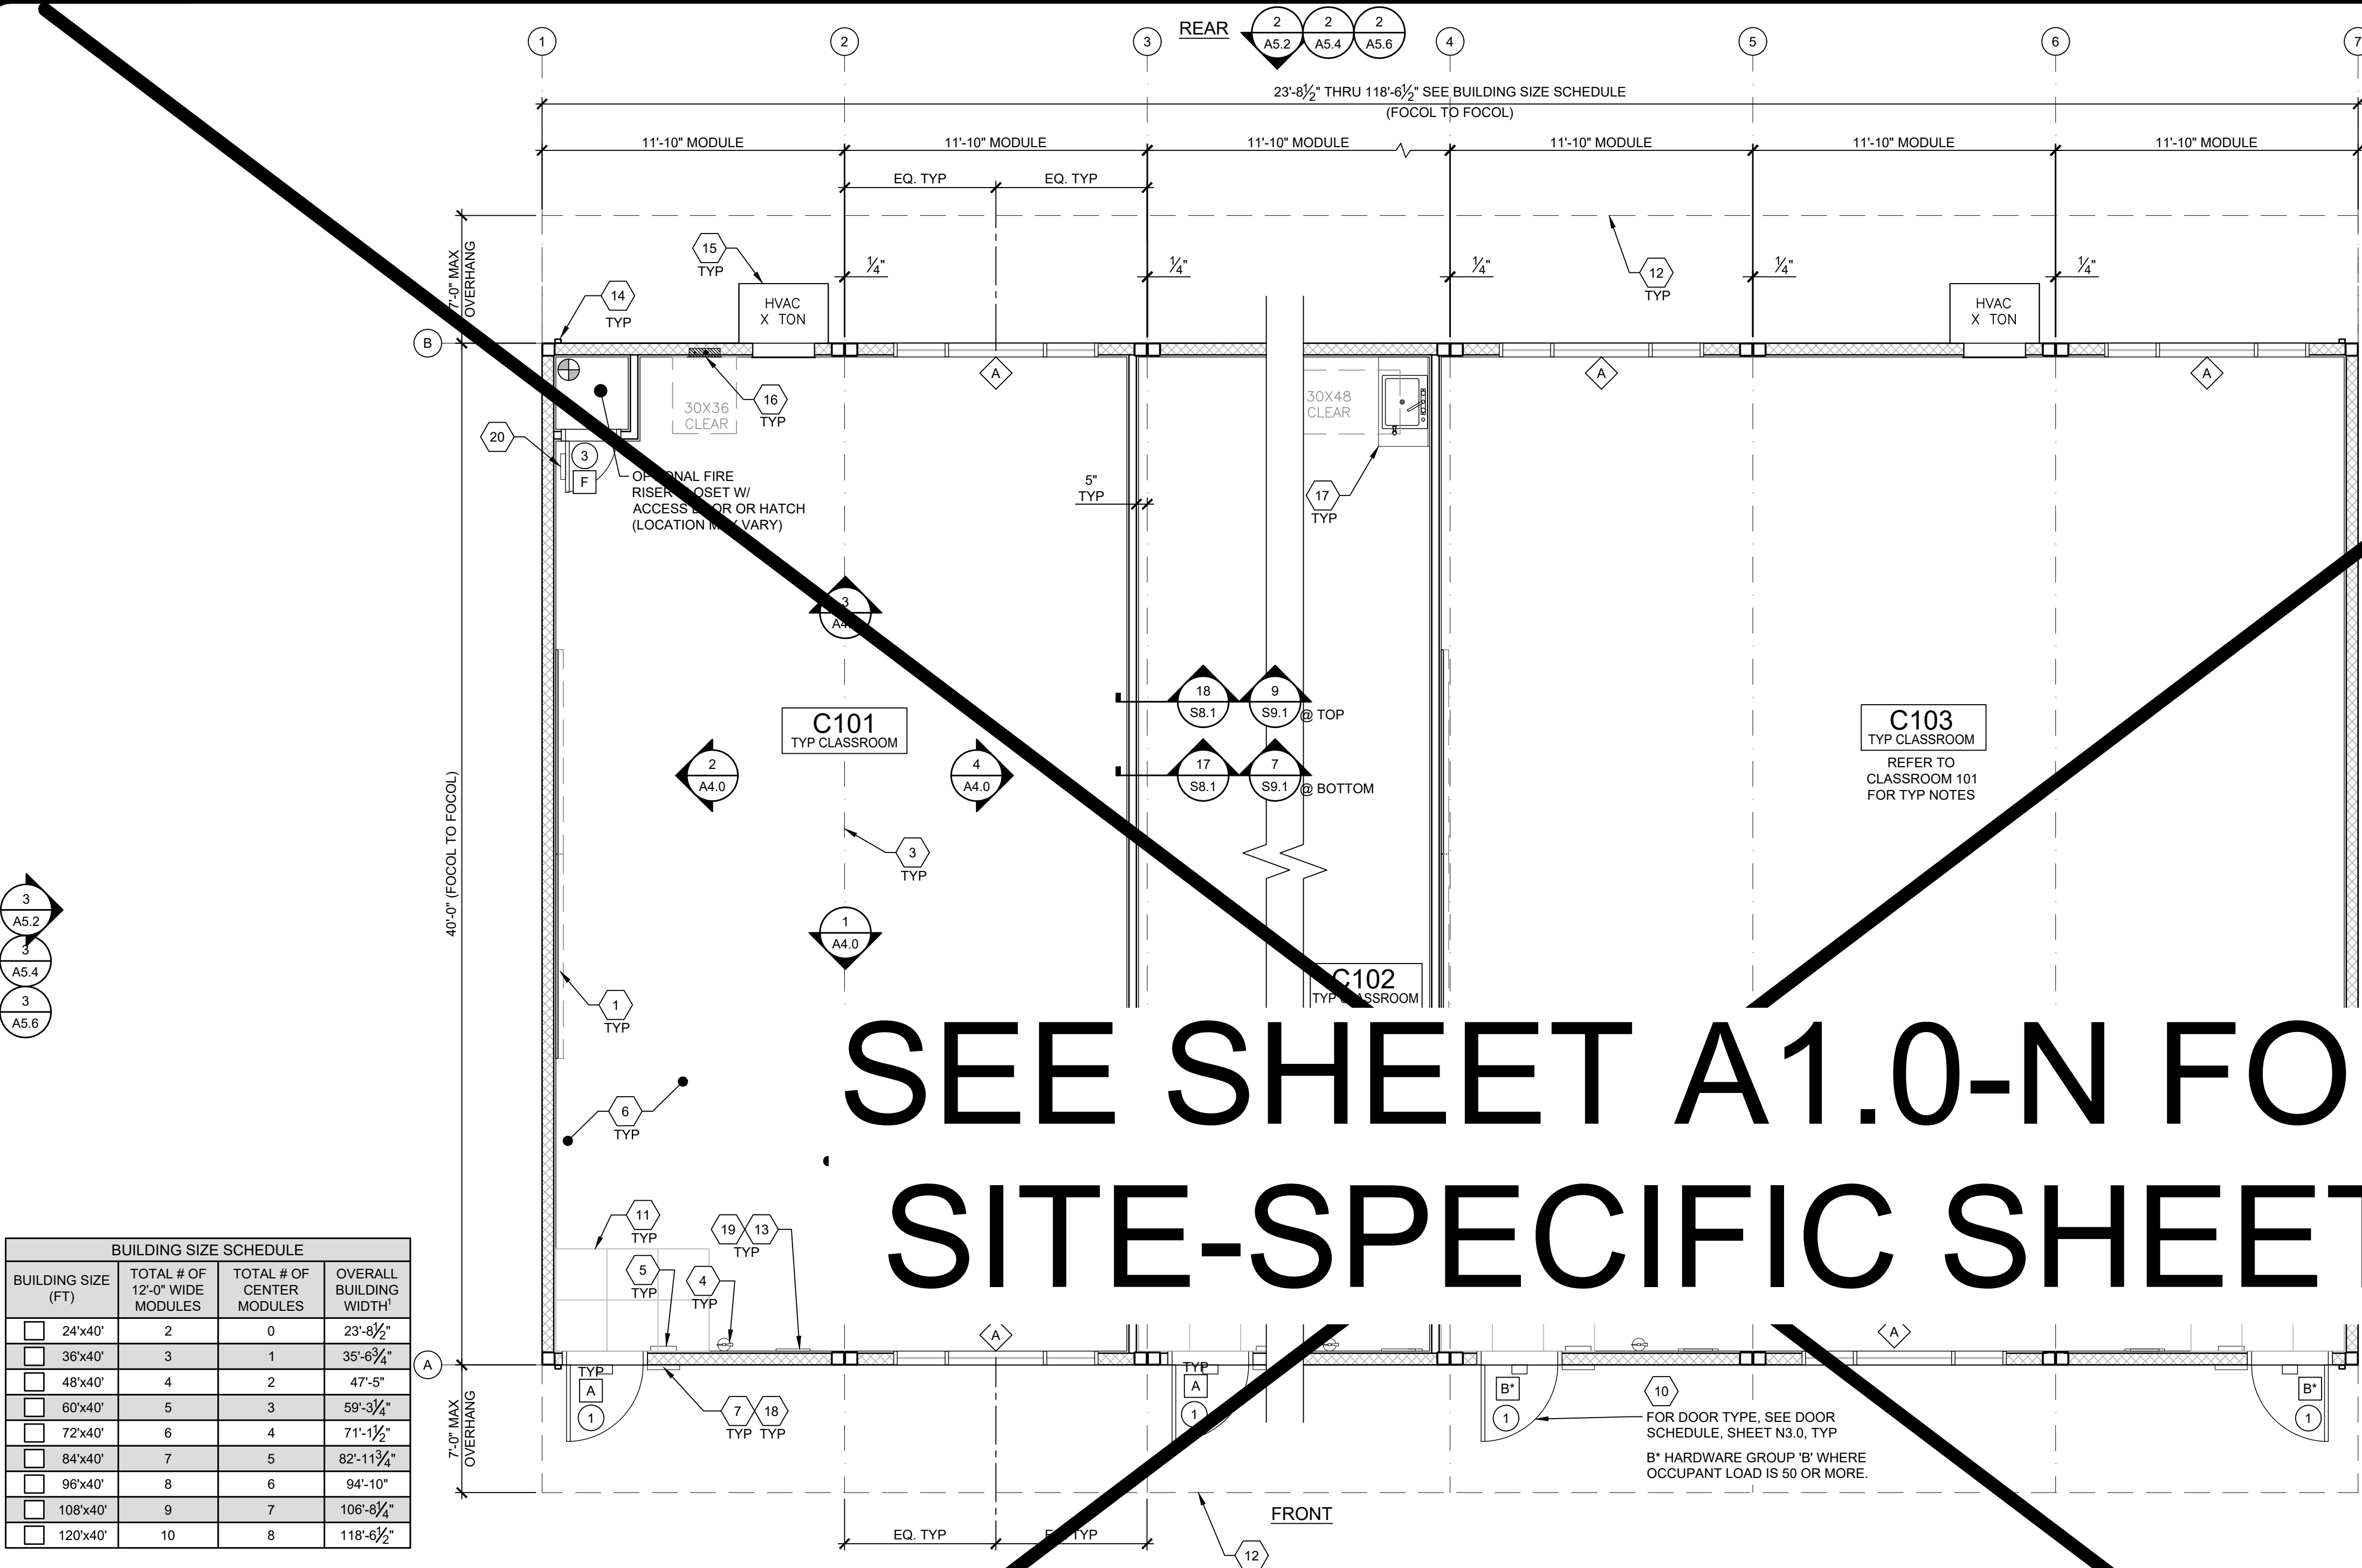 REAR
2 2 2
A5.2 A5.4 A5.6
1 2 3 4 5 6 7
23'-8½" THRU 118'-6½" SEE BUILDING SIZE SCHEDULE
(FOCOL TO FOCOL)
11'-10" MODULE 11'-10" MODULE 11'-10" MODULE 11'-10" MODULE 11'-10" MODULE 11'-10" MODULE
EQ. TYP EQ. TYP
7'-0" MAX
OVERHANG
15
TYP
¼" ¼" ¼" ¼" ¼"
12
TYP
14
TYP
HVAC
X TON
HVAC
X TON
B
A A A
30X36
CLEAR
16
TYP
30X48
CLEAR
20
3
F
OPTIONAL FIRE
RISER CLOSET W/
ACCESS DOOR OR HATCH
(LOCATION MAY VARY)
5"
TYP
17
TYP
3
18 9
S8.1 S9.1 @ TOP
C101
TYP CLASSROOM
C103
TYP CLASSROOM
REFER TO
CLASSROOM 101
FOR TYP NOTES
2
A4.0
4
A4.0
17 7
S8.1 S9.1 @ BOTTOM
40'-0" (FOCOL TO FOCOL)
3
TYP
3
A5.2
3
A5.4
3
A5.6
1
A4.0
C102
TYP CLASSROOM
1
TYP
SEE SHEET A1.0-N FO
6
TYP
SITE-SPECIFIC SHEET
11
TYP
19 13
TYP
5
TYP
4
TYP
BUILDING SIZE SCHEDULE
BUILDING SIZE (FT) TOTAL # OF 12'-0" WIDE MODULES TOTAL # OF CENTER MODULES OVERALL BUILDING WIDTH¹
24'x40' 2 0 23'-8½"
36'x40' 3 1 35'-6¾"
48'x40' 4 2 47'-5"
60'x40' 5 3 59'-3¼"
72'x40' 6 4 71'-1½"
84'x40' 7 5 82'-11¾"
96'x40' 8 6 94'-10"
108'x40' 9 7 106'-8¼"
120'x40' 10 8 118'-6½"
A A
A
TYP
A
1
TYP
A
1
7 18
TYP TYP
B*
1
10
FOR DOOR TYPE, SEE DOOR
SCHEDULE, SHEET N3.0, TYP
B* HARDWARE GROUP 'B' WHERE
OCCUPANT LOAD IS 50 OR MORE.
B*
1
7'-0" MAX
OVERHANG
FRONT
EQ. TYP TYP
12